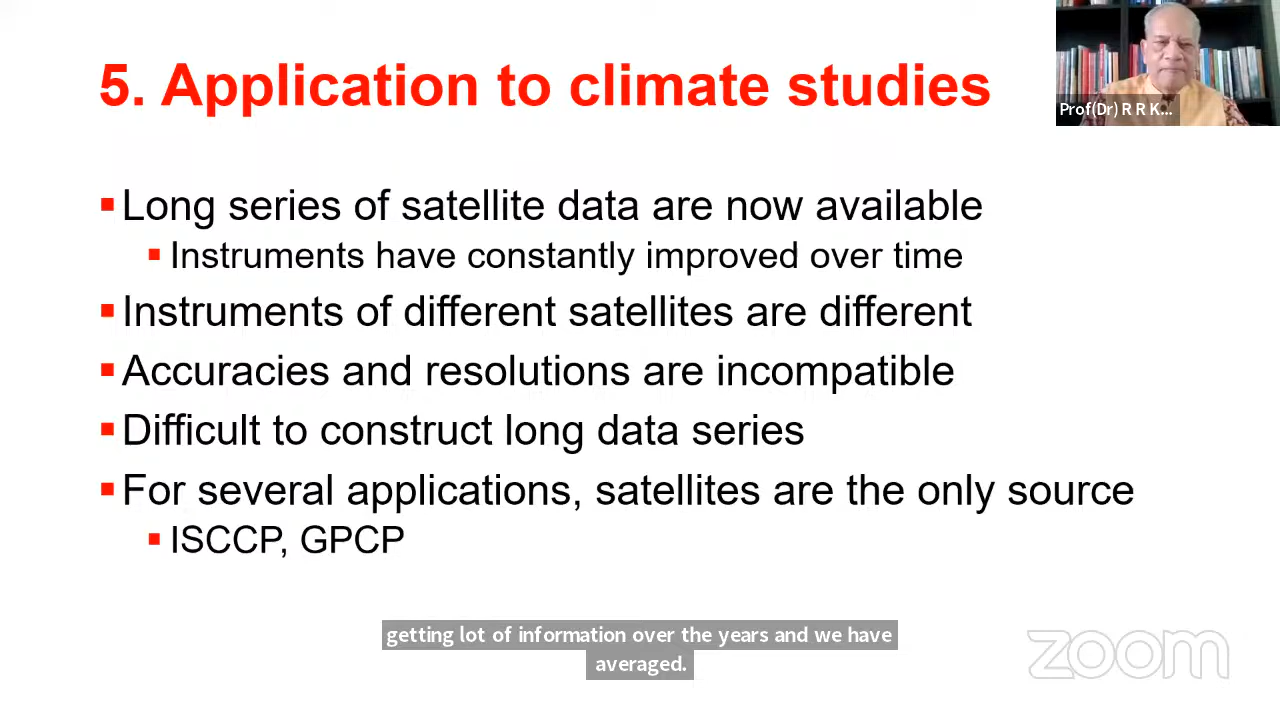 5. Application to climate studies
Prof(Dr) R R K...
Long series of satellite data are now available
Instruments have constantly improved over time
Instruments of different satellites are different
Accuracies and resolutions are incompatible
Difficult to construct long data series
For several applications, satellites are the only source
ISCCP, GPCP
getting lot of information over the years and we have
averaged.
zoom